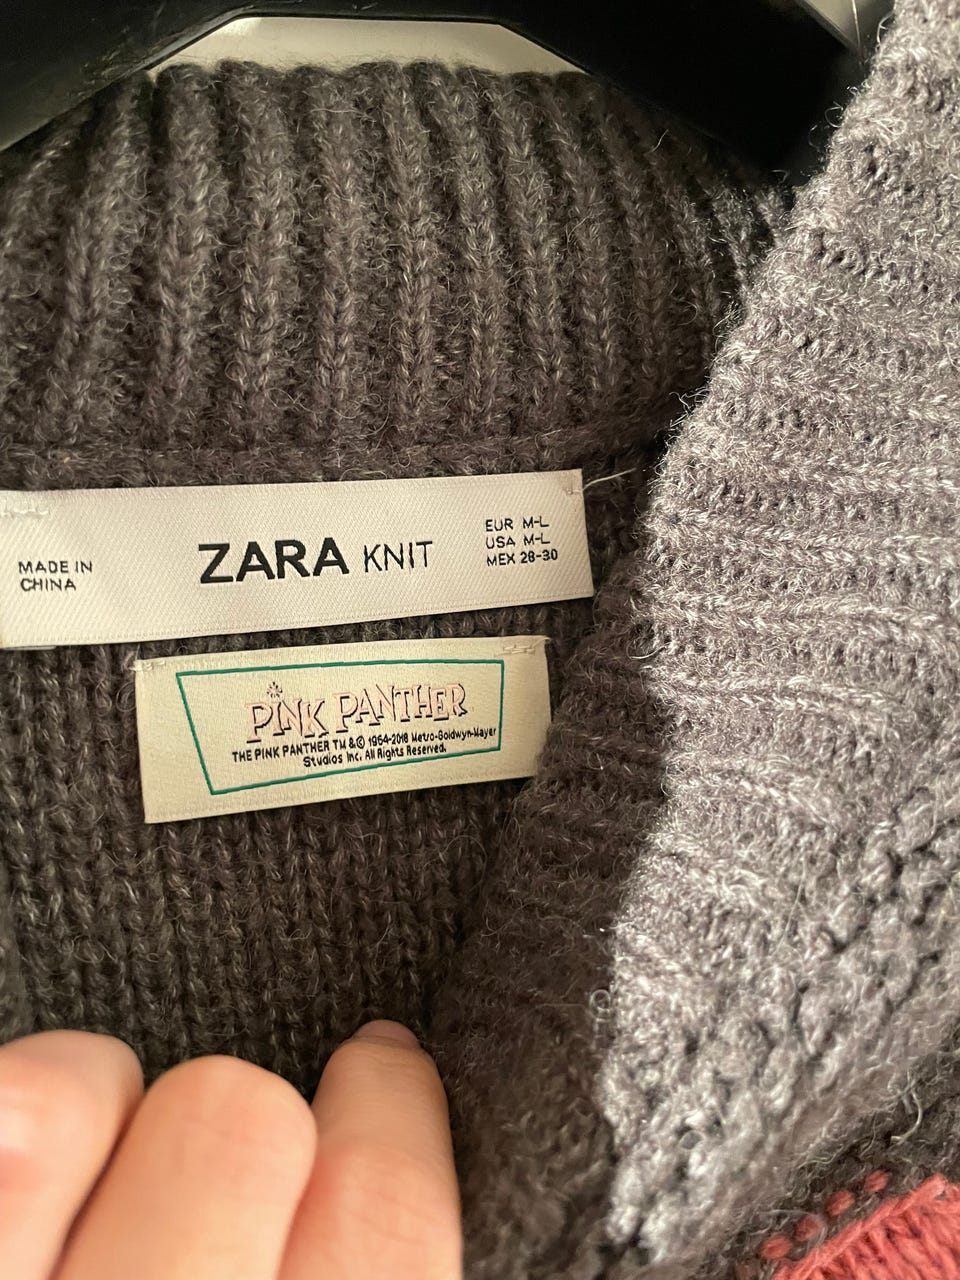 MADE IN
CHINA
ZARA KNIT
EUR M-L
USA M-L
MEX 28-30
PINK PANTHER
THE PINK PANTHER TM & © 1964-2018 Metro-Goldwyn-Mayer
Studios Inc. All Rights Reserved.